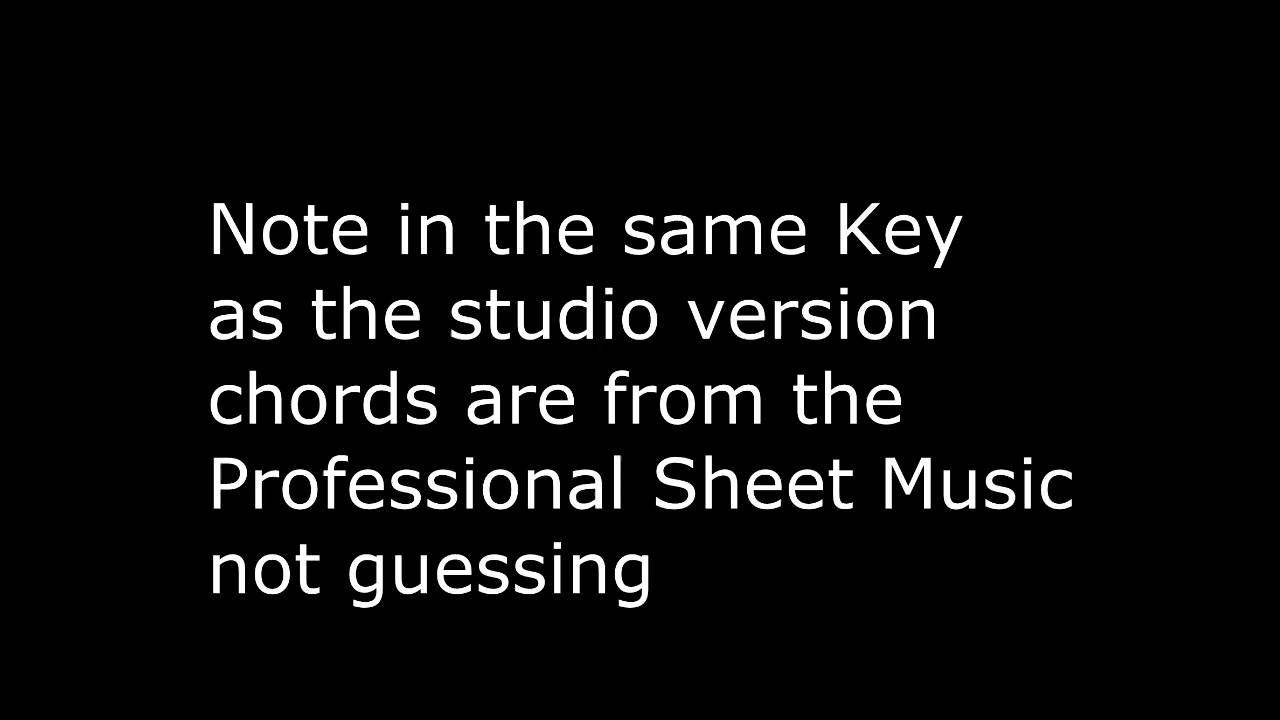 Note in the same Key
as the studio version
chords are from the
Professional Sheet Music
not guessing